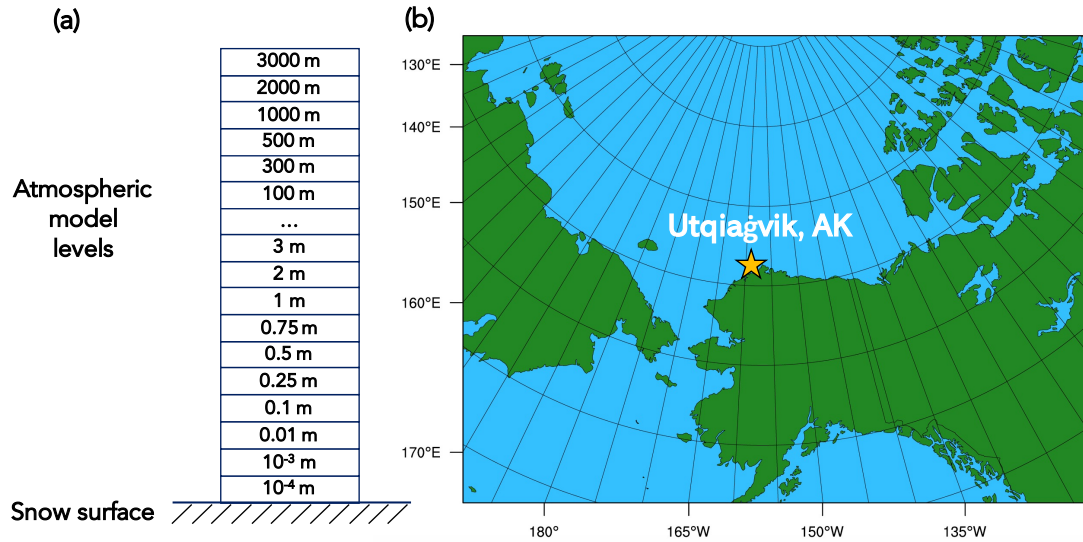 (a)
3000 m
2000 m
1000 m
500 m
300 m
100 m
...
3 m
2 m
1 m
0.75 m
0.5 m
0.25 m
0.1 m
0.01 m
10⁻³ m
10⁻⁴ m
Atmospheric
model
levels
Snow surface
(b)
130°E
140°E
150°E
160°E
170°E
Utqiaġvik, AK
180°
165°W
150°W
135°W